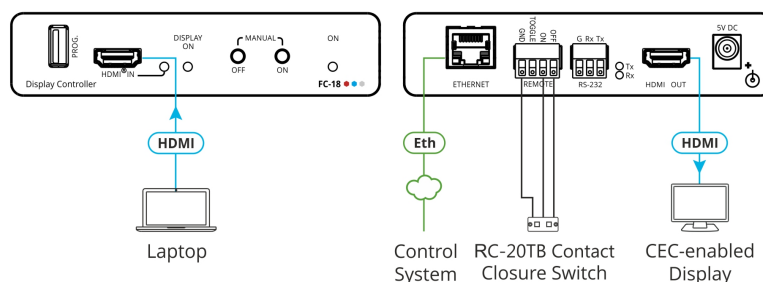 PROG.
HDMI® IN
DISPLAY
ON
MANUAL
OFF
ON
ON
Display Controller
FC-18
HDMI
Laptop
ETHERNET
GND
TOGGLE
ON
OFF
REMOTE
G Rx Tx
RS-232
Tx
Rx
HDMI OUT
5V DC
Eth
HDMI
Control
System
RC-20TB Contact
Closure Switch
CEC-enabled
Display